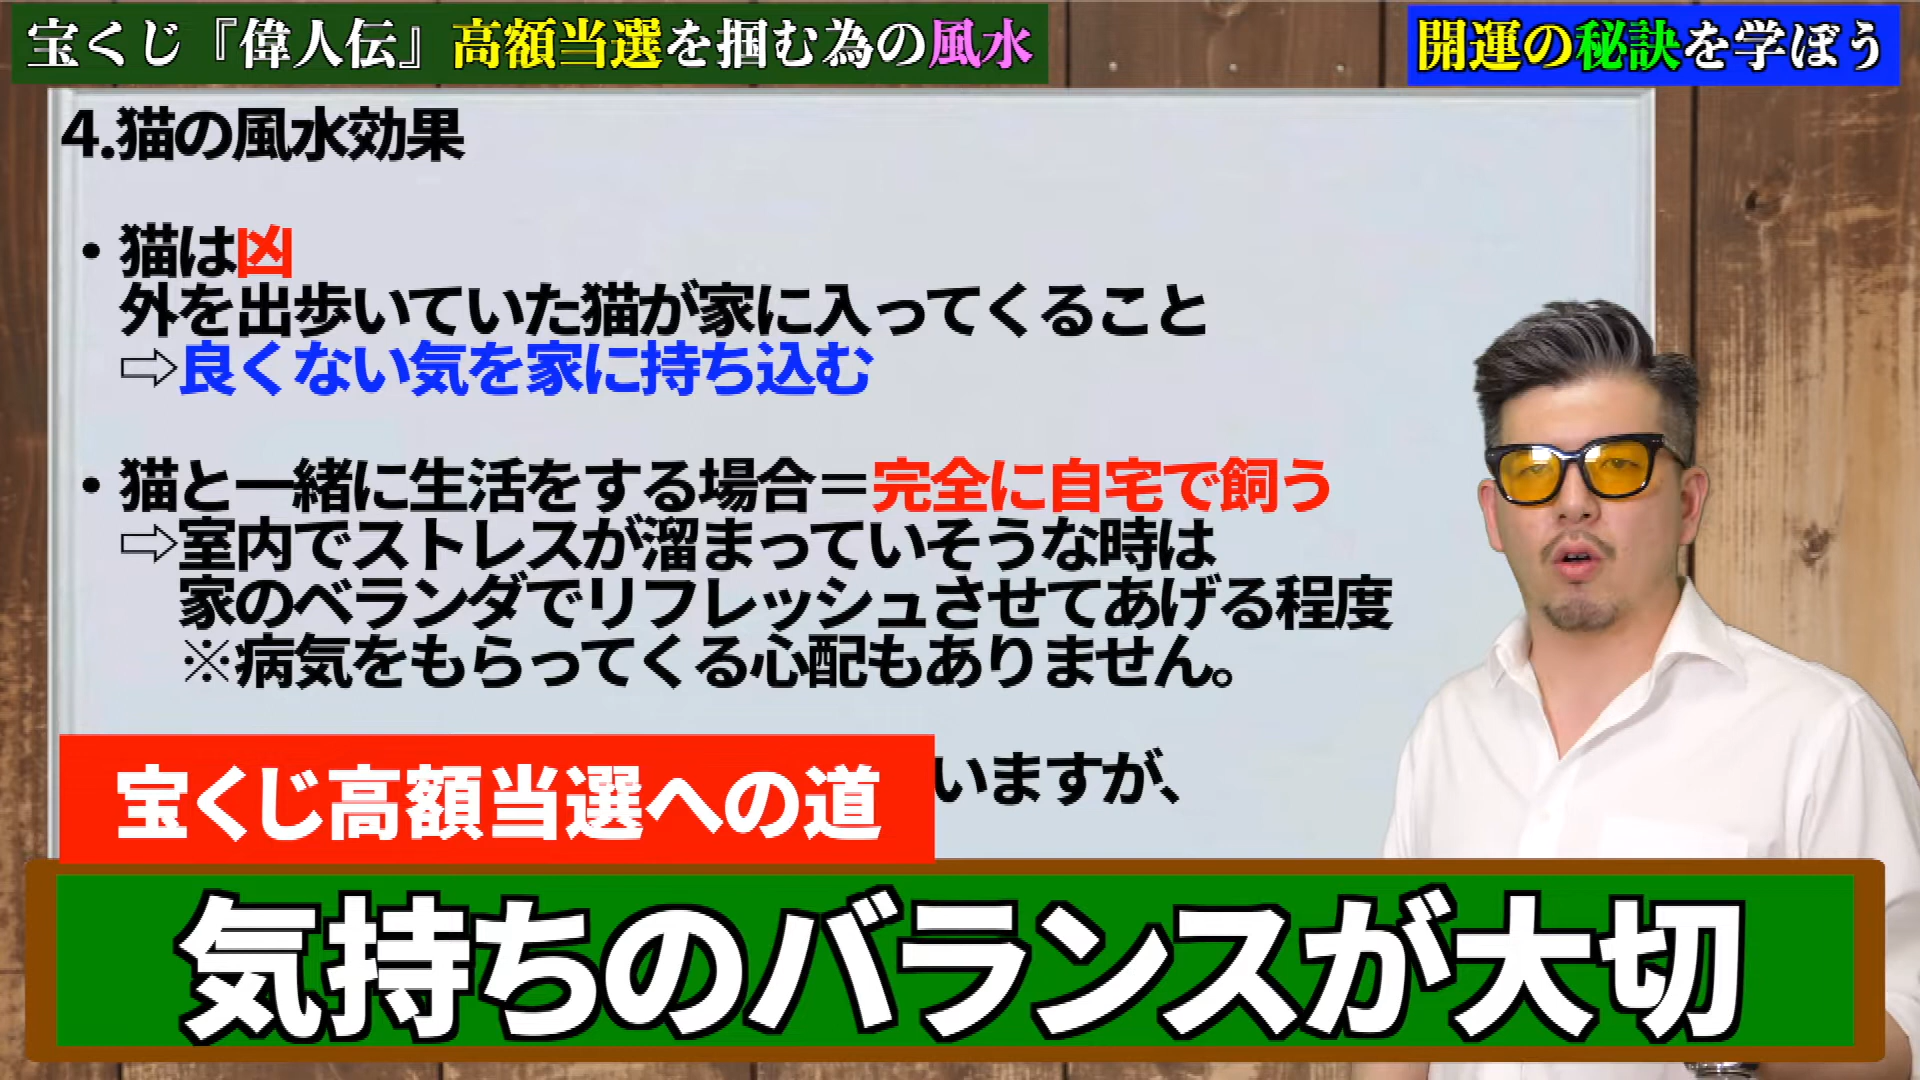 宝くじ『偉人伝』高額当選を掴む為の風水
開運の秘訣を学ぼう
4.猫の風水効果
・猫は凶
外を出歩いていた猫が家に入ってくること
⇨良くない気を家に持ち込む
・猫と一緒に生活をする場合＝完全に自宅で飼う
⇨室内でストレスが溜まっていそうな時は
家のベランダでリフレッシュさせてあげる程度
※病気をもらってくる心配もありません。
いますが、
宝くじ高額当選への道
気持ちのバランスが大切